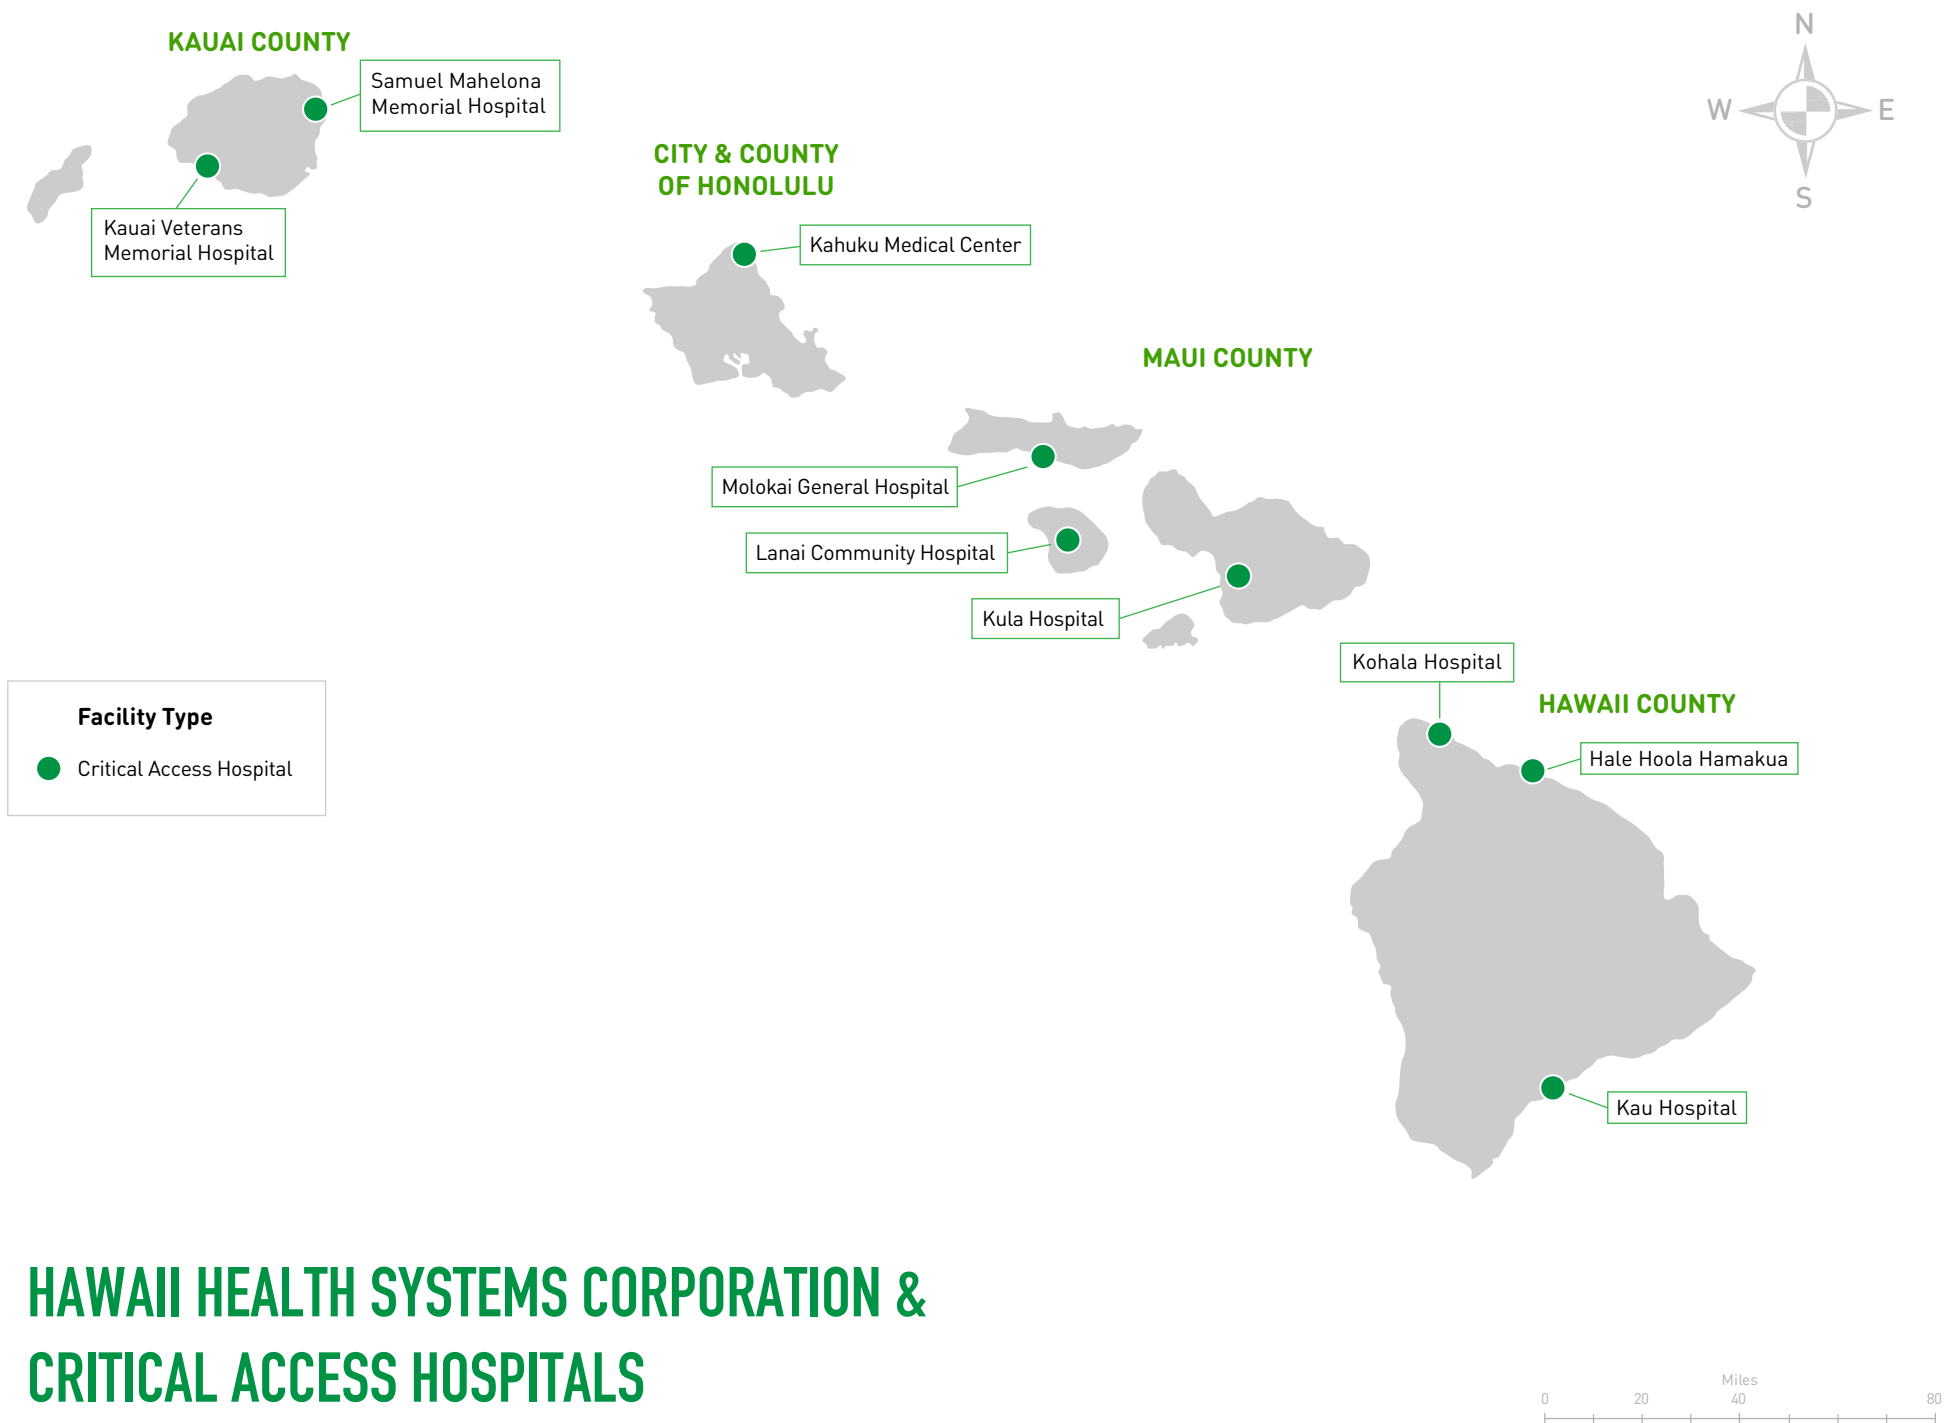 KAUAI COUNTY
Samuel Mahelona
Memorial Hospital
Kauai Veterans
Memorial Hospital
CITY & COUNTY
OF HONOLULU
Kahuku Medical Center
N
W
E
S
MAUI COUNTY
Molokai General Hospital
Lanai Community Hospital
Kula Hospital
Kohala Hospital
HAWAII COUNTY
Hale Hoola Hamakua
Kau Hospital
Facility Type
Critical Access Hospital
HAWAII HEALTH SYSTEMS CORPORATION &
CRITICAL ACCESS HOSPITALS
Miles
0 20 40 80